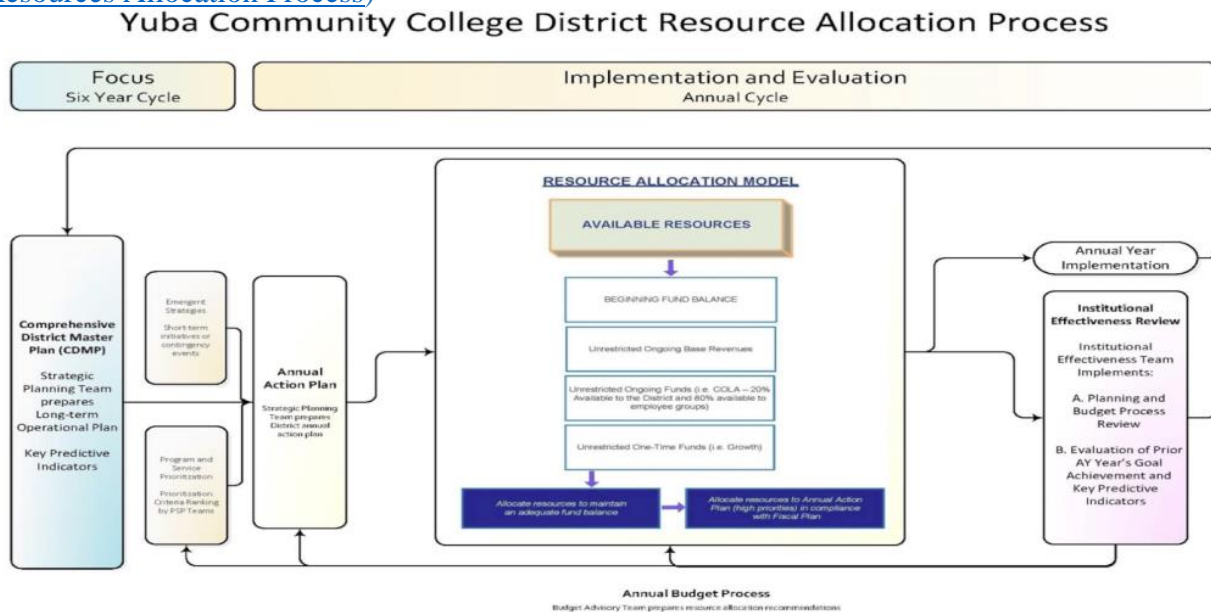 Resources Allocation Process)
Yuba Community College District Resource Allocation Process
Focus
Six Year Cycle
Implementation and Evaluation
Annual Cycle
Comprehensive
District Master
Plan (CDMP)
Strategic
Planning Team
prepares
Long-term
Operational Plan
Key Predictive
Indicators
Emergent
Strategies
Short-term
initiatives or
contingency
events
Program and
Service
Prioritization
Prioritization
Criteria Ranking
by PSP Teams
Annual
Action Plan
Strategic Planning
Team prepares
District annual
action plan
RESOURCE ALLOCATION MODEL
AVAILABLE RESOURCES
BEGINNING FUND BALANCE
Unrestricted Ongoing Base Revenues
Unrestricted Ongoing Funds (i.e. COLA – 20%
Available to the District and 80% available to
employee groups)
Unrestricted One-Time Funds (i.e. Growth)
Allocate resources to maintain
an adequate fund balance
Allocate resources to Annual Action
Plan (high priorities) in compliance
with Fiscal Plan
Annual Year
Implementation
Institutional
Effectiveness Review
Institutional
Effectiveness Team
Implements:
A. Planning and
Budget Process
Review
B. Evaluation of Prior
AY Year's Goal
Achievement and
Key Predictive
Indicators
Annual Budget Process
Budget Advisory Team prepares resource allocation recommendations